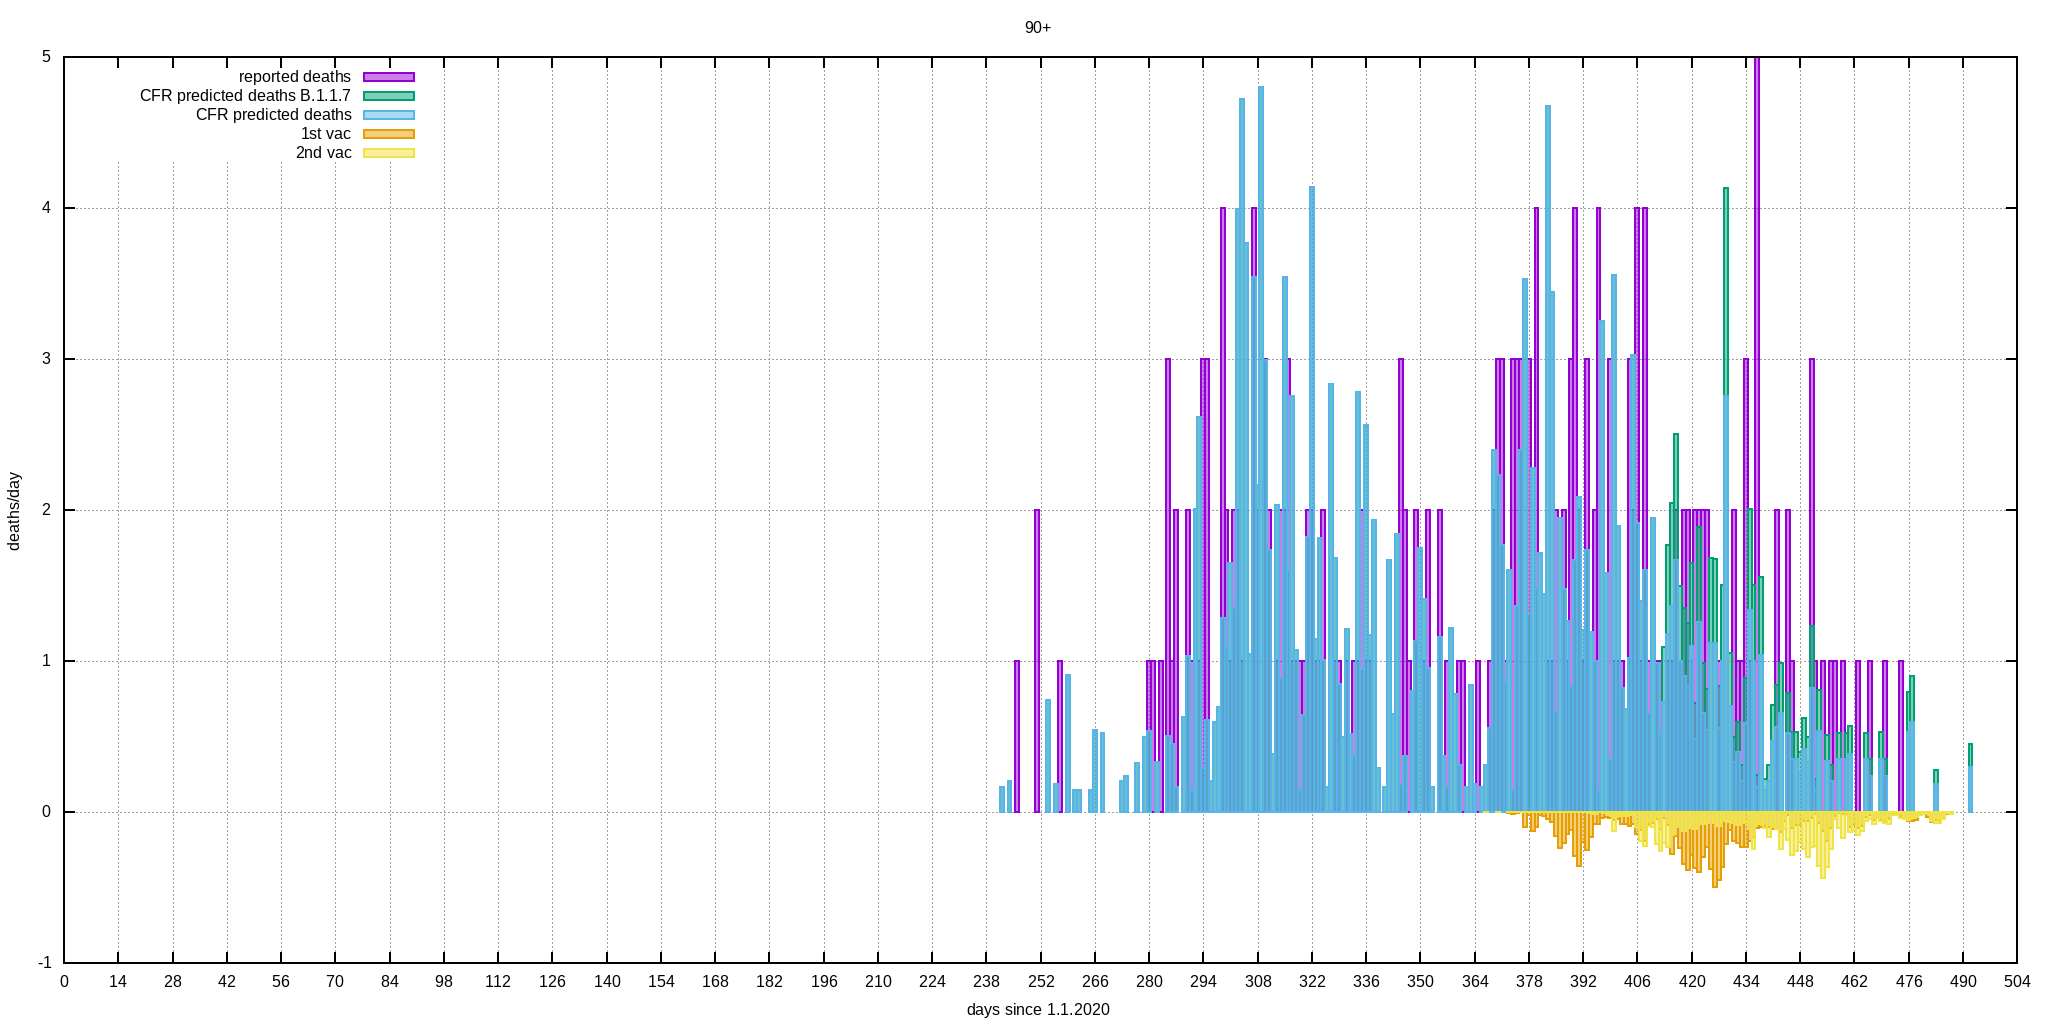 90+
5
4
3
2
1
0
-1
deaths/day
reported deaths
CFR predicted deaths B.1.1.7
CFR predicted deaths
1st vac
2nd vac
0 14 28 42 56 70 84 98 112 126 140 154 168 182 196 210 224 238 252 266 280 294 308 322 336 350 364 378 392 406 420 434 448 462 476 490 504
days since 1.1.2020